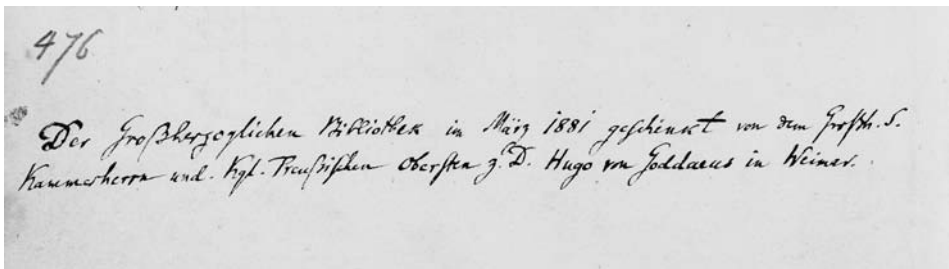 476
Der Großherzoglichen Bibliothek im März 1881 geschenkt von dem Großh. S.
Kammerherrn und Kgl. Preußischen Obersten z. D. Hugo von Goddaeus in Weimar.